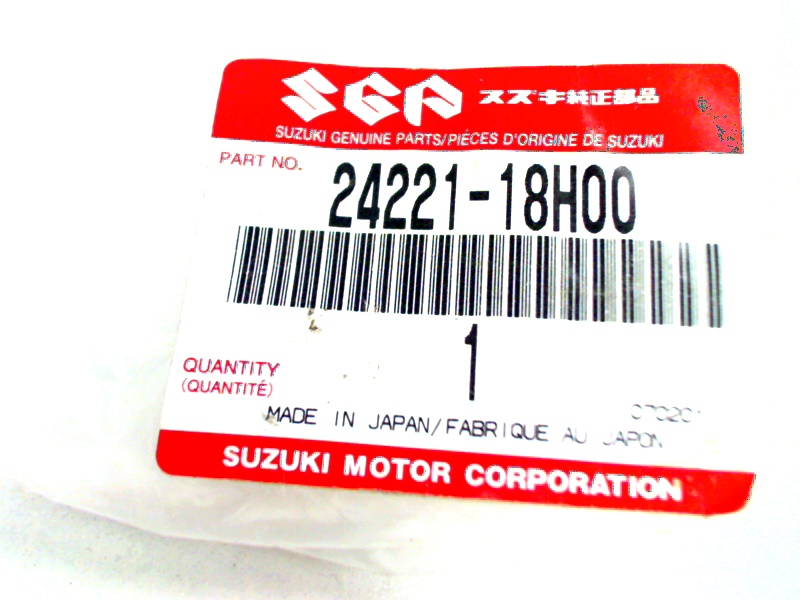 SGP スズキ純正部品
SUZUKI GENUINE PARTS/PIÈCES D'ORIGINE DE SUZUKI
PART NO. 24221-18H00
1
QUANTITY
(QUANTITÉ)
MADE IN JAPAN/FABRIQUE AU JAPON
SUZUKI MOTOR CORPORATION